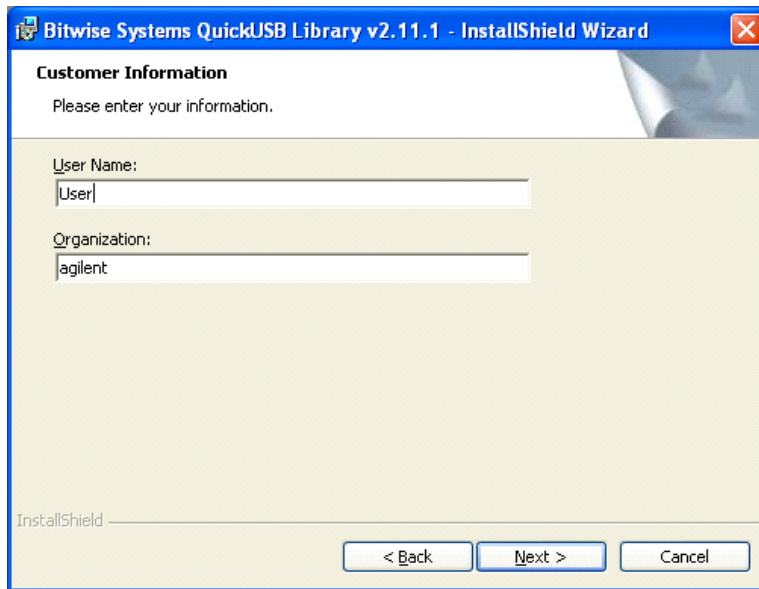 Bitwise Systems QuickUSB Library v2.11.1 - InstallShield Wizard
Customer Information
Please enter your information.
User Name:
User
Organization:
agilent
InstallShield
< Back Next > Cancel